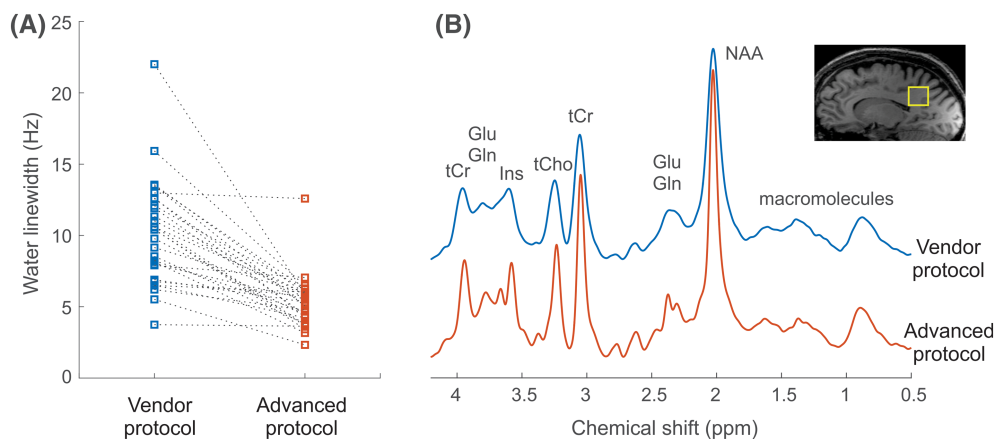 (A)
25
20
15
10
5
0
Water linewidth (Hz)
Vendor
protocol
Advanced
protocol
(B)
NAA
tCr
Glu
Gln
tCr
Ins
tCho
Glu
Gln
macromolecules
Vendor
protocol
Advanced
protocol
4
3.5
3
2.5
2
1.5
1
0.5
Chemical shift (ppm)